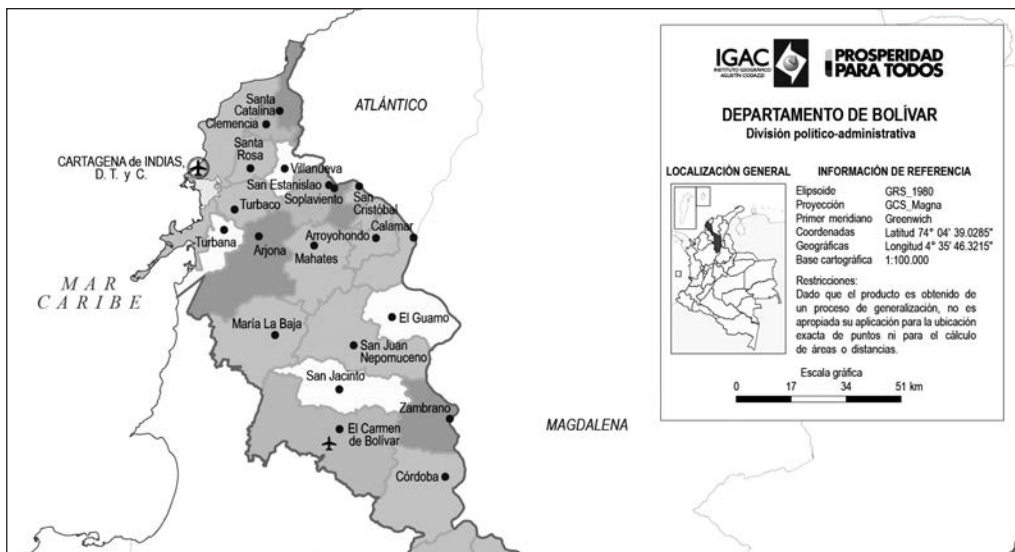 ATLÁNTICO
Santa
Catalina
Clemencia
Santa
Rosa
CARTAGENA de INDIAS,
D. T. y C.
Villanueva
San Estanislao
Soplaviento
San
Cristóbal
Turbaco
Turbana
Arjona
Arroyohondo
Calamar
Mahates
MAR
CARIBE
María La Baja
El Guamo
San Juan
Nepomuceno
San Jacinto
Zambrano
El Carmen
de Bolívar
MAGDALENA
Córdoba
IGAC
INSTITUTO GEOGRÁFICO
AGUSTÍN CODAZZI
PROSPERIDAD
PARA TODOS
DEPARTAMENTO DE BOLÍVAR
División político-administrativa
LOCALIZACIÓN GENERAL
INFORMACIÓN DE REFERENCIA
Elipsoide GRS_1980
Proyección GCS_Magna
Primer meridiano Greenwich
Coordenadas Latitud 74° 04' 39.0285"
Geográficas Longitud 4° 35' 46.3215"
Base cartográfica 1:100.000
Restricciones:
Dado que el producto es obtenido de
un proceso de generalización, no es
apropiada su aplicación para la ubicación
exacta de puntos ni para el cálculo
de áreas o distancias.
Escala gráfica
0 17 34 51 km